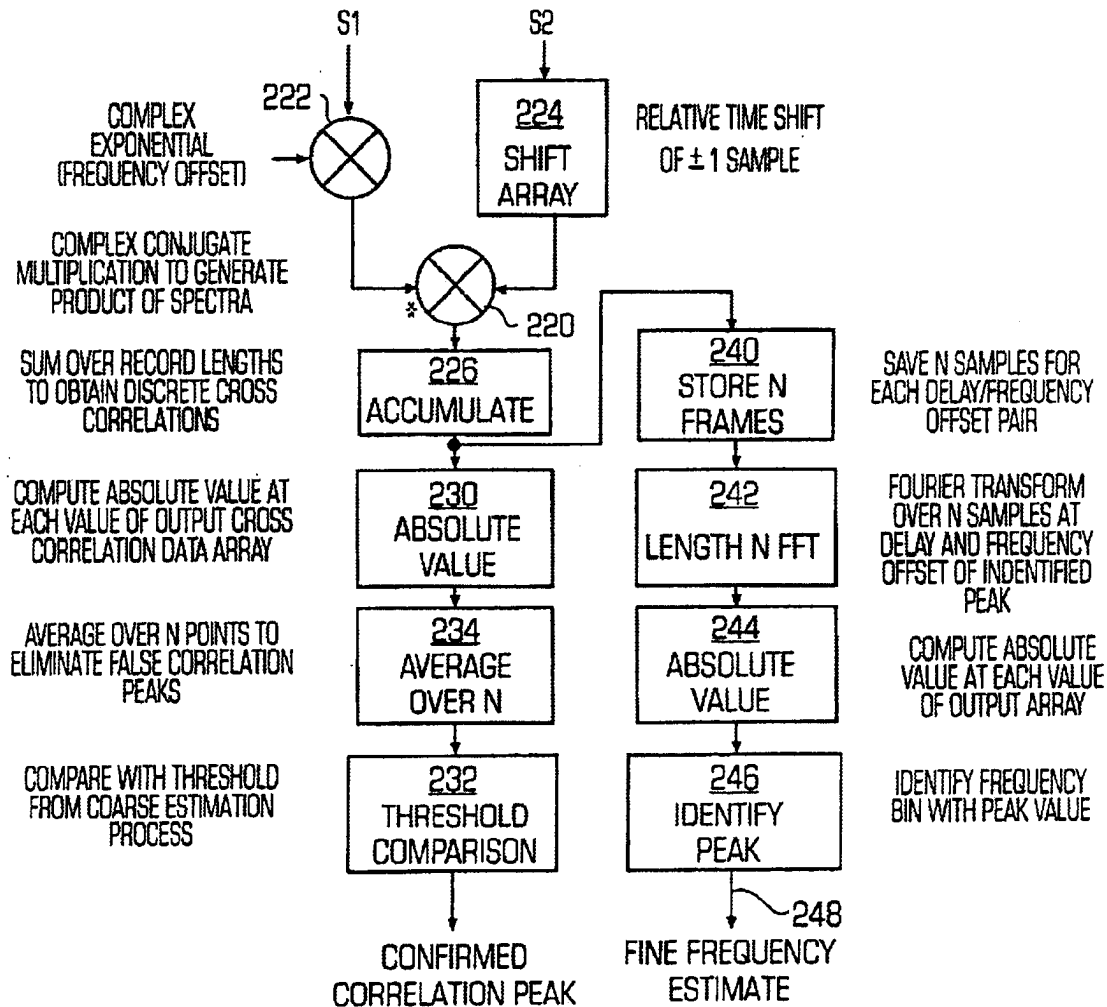 S1
S2
222
COMPLEX
EXPONENTIAL
(FREQUENCY OFFSET)
224
SHIFT
ARRAY
RELATIVE TIME SHIFT
OF ± 1 SAMPLE
COMPLEX CONJUGATE
MULTIPLICATION TO GENERATE
PRODUCT OF SPECTRA
*
220
SUM OVER RECORD LENGTHS
TO OBTAIN DISCRETE CROSS
CORRELATIONS
226
ACCUMULATE
240
STORE N
FRAMES
SAVE N SAMPLES FOR
EACH DELAY/FREQUENCY
OFFSET PAIR
COMPUTE ABSOLUTE VALUE AT
EACH VALUE OF OUTPUT CROSS
CORRELATION DATA ARRAY
230
ABSOLUTE
VALUE
242
LENGTH N FFT
FOURIER TRANSFORM
OVER N SAMPLES AT
DELAY AND FREQUENCY
OFFSET OF INDENTIFIED
PEAK
AVERAGE OVER N POINTS TO
ELIMINATE FALSE CORRELATION
PEAKS
234
AVERAGE
OVER N
244
ABSOLUTE
VALUE
COMPUTE ABSOLUTE
VALUE AT EACH VALUE
OF OUTPUT ARRAY
COMPARE WITH THRESHOLD
FROM COARSE ESTIMATION
PROCESS
232
THRESHOLD
COMPARISON
246
IDENTIFY
PEAK
IDENTIFY FREQUENCY
BIN WITH PEAK VALUE
248
CONFIRMED
CORRELATION PEAK
FINE FREQUENCY
ESTIMATE